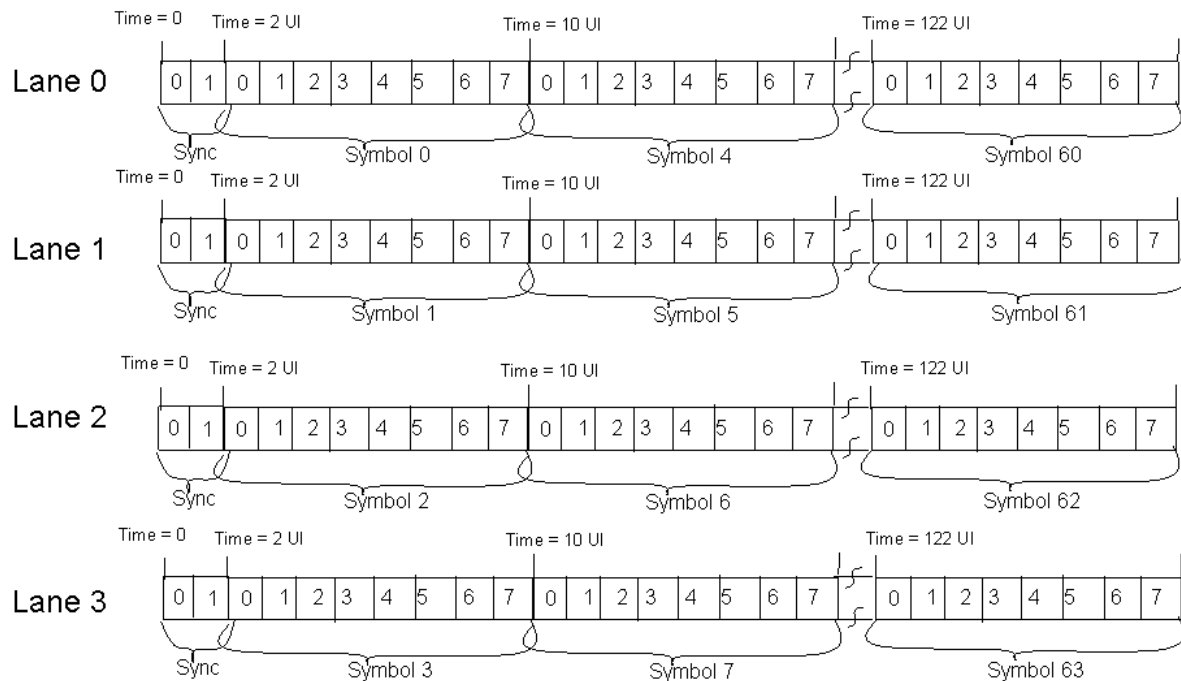 Time = 0 Time = 2 UI Time = 10 UI Time = 122 UI
Lane 0 0 1 0 1 2 3 4 5 6 7 0 1 2 3 4 5 6 7 0 1 2 3 4 5 6 7
Sync Symbol 0 Symbol 4 Symbol 60
Time = 0 Time = 2 UI Time = 10 UI Time = 122 UI
Lane 1 0 1 0 1 2 3 4 5 6 7 0 1 2 3 4 5 6 7 0 1 2 3 4 5 6 7
Sync Symbol 1 Symbol 5 Symbol 61
Time = 0 Time = 2 UI Time = 10 UI Time = 122 UI
Lane 2 0 1 0 1 2 3 4 5 6 7 0 1 2 3 4 5 6 7 0 1 2 3 4 5 6 7
Sync Symbol 2 Symbol 6 Symbol 62
Time = 0 Time = 2 UI Time = 10 UI Time = 122 UI
Lane 3 0 1 0 1 2 3 4 5 6 7 0 1 2 3 4 5 6 7 0 1 2 3 4 5 6 7
Sync Symbol 3 Symbol 7 Symbol 63